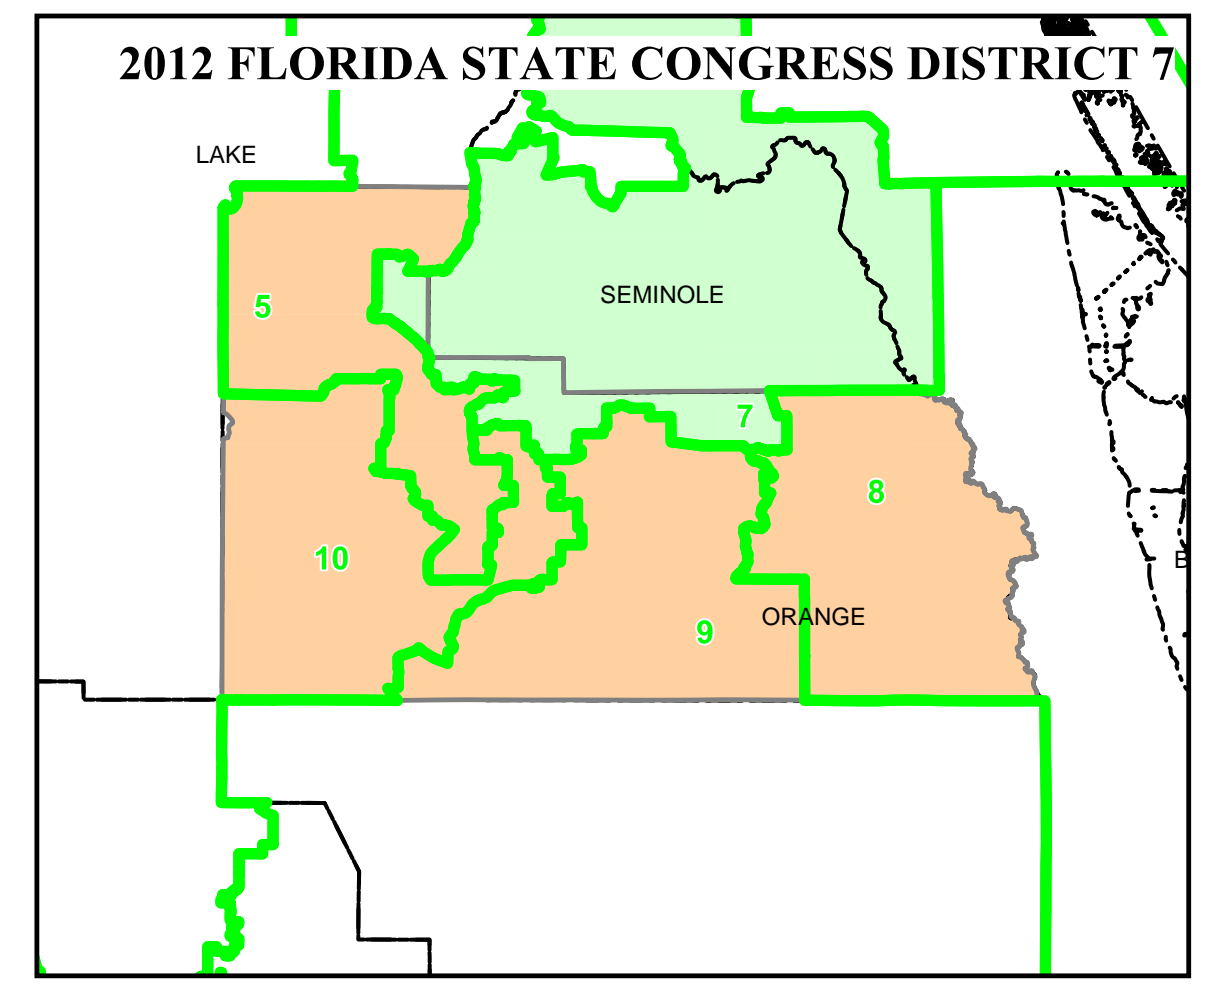 2012 FLORIDA STATE CONGRESS DISTRICT 7
LAKE
SEMINOLE
5
7
8
10
B
ORANGE
9